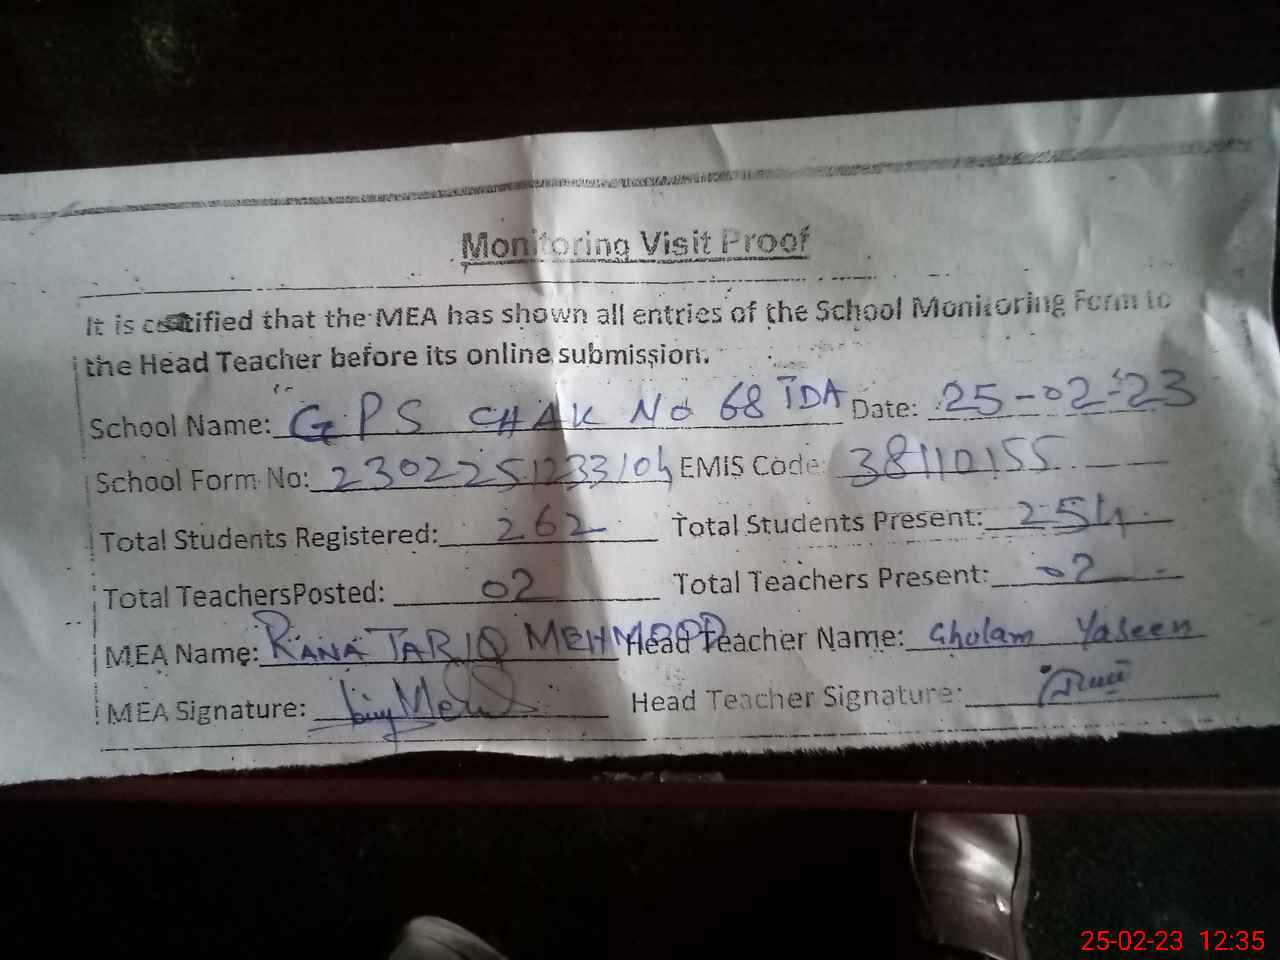 Monitoring Visit Proof
It is certified that the MEA has shown all entries of the School Monitoring Form to
the Head Teacher before its online submission.
School Name: GPS CHAK No 68 TDA Date: 25-02-23
School Form No: 2302251233104 EMIS Code: 38110155
Total Students Registered: 262 Total Students Present: 254
Total TeachersPosted: 02 Total Teachers Present: 02
MEA Name: RANA TARIQ MEHMOOD Head Teacher Name: Gholam Yaseen
MEA Signature: Head Teacher Signature:
25-02-23 12:35